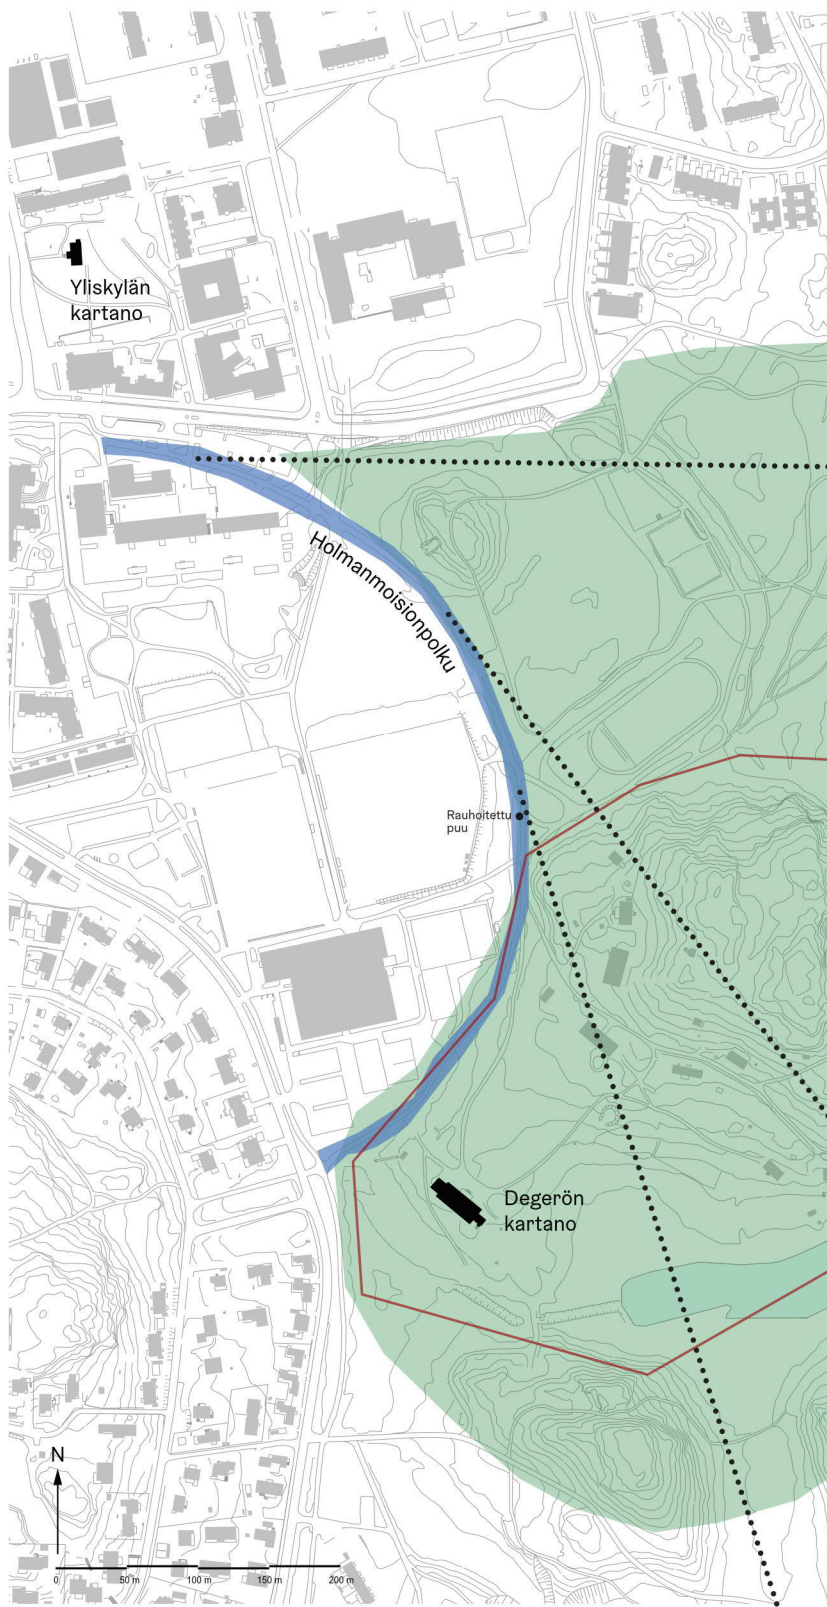 Yliskylän
kartano
Holmanmoisionpolku
Rauhoitettu
puu
Degerön
kartano
N
0 50 m 100 m 150 m 200 m